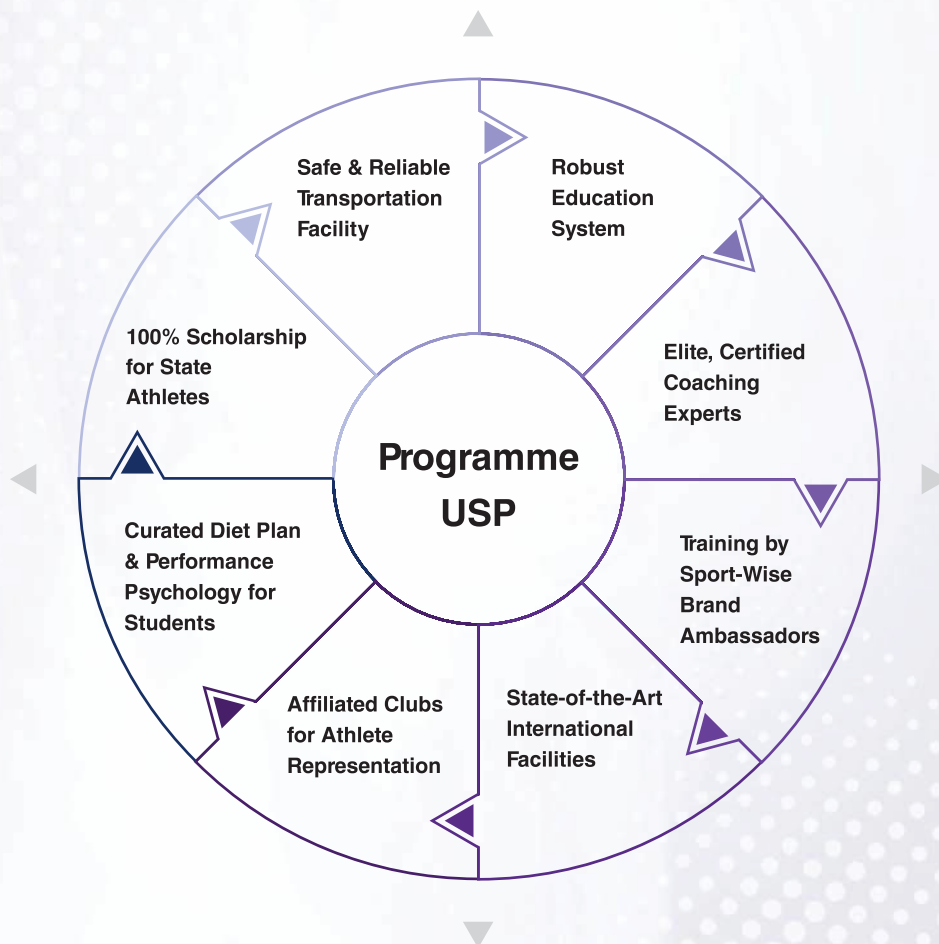 Programme
USP
Robust
Education
System
Elite, Certified
Coaching
Experts
Training by
Sport-Wise
Brand
Ambassadors
State-of-the-Art
International
Facilities
Affiliated Clubs
for Athlete
Representation
Curated Diet Plan
& Performance
Psychology for
Students
100% Scholarship
for State
Athletes
Safe & Reliable
Transportation
Facility